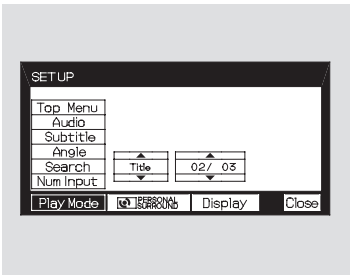 SETUP
Top Menu
Audio
Subtitle
Angle
Search
Title
02/ 03
Num Input
Play Mode
PERSONAL
SURROUND
Display
Close